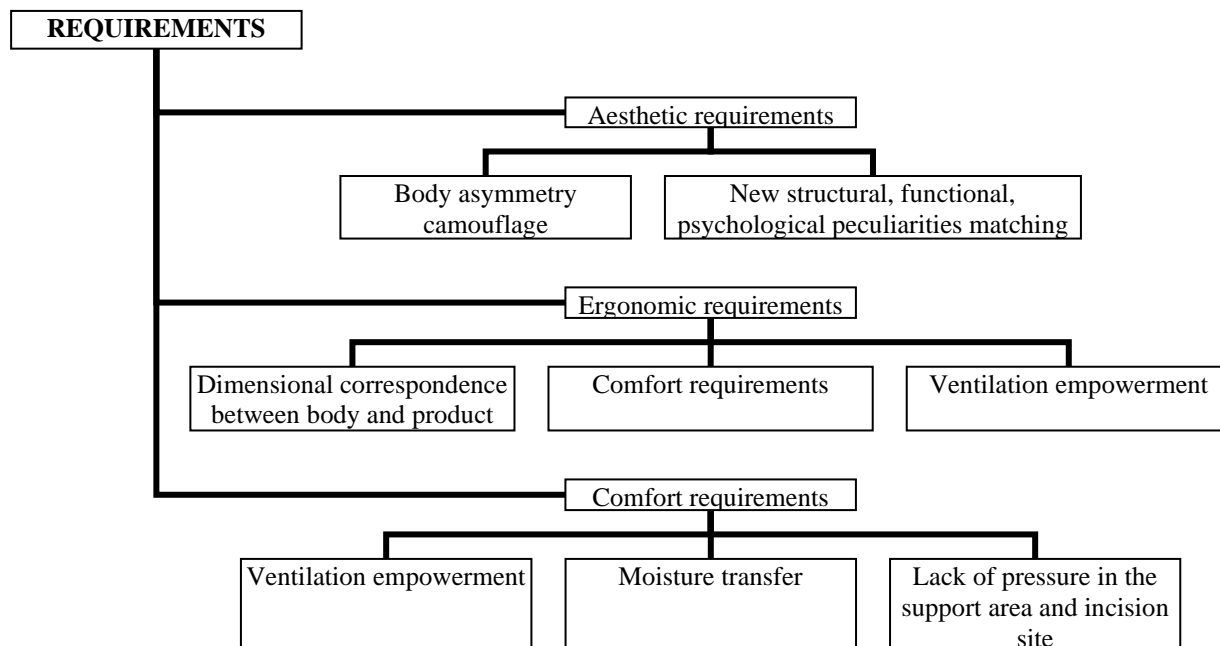 REQUIREMENTS
Aesthetic requirements
Body asymmetry
camouflage
New structural, functional,
psychological peculiarities matching
Ergonomic requirements
Dimensional correspondence
between body and product
Comfort requirements
Ventilation empowerment
Comfort requirements
Ventilation empowerment
Moisture transfer
Lack of pressure in the
support area and incision
site